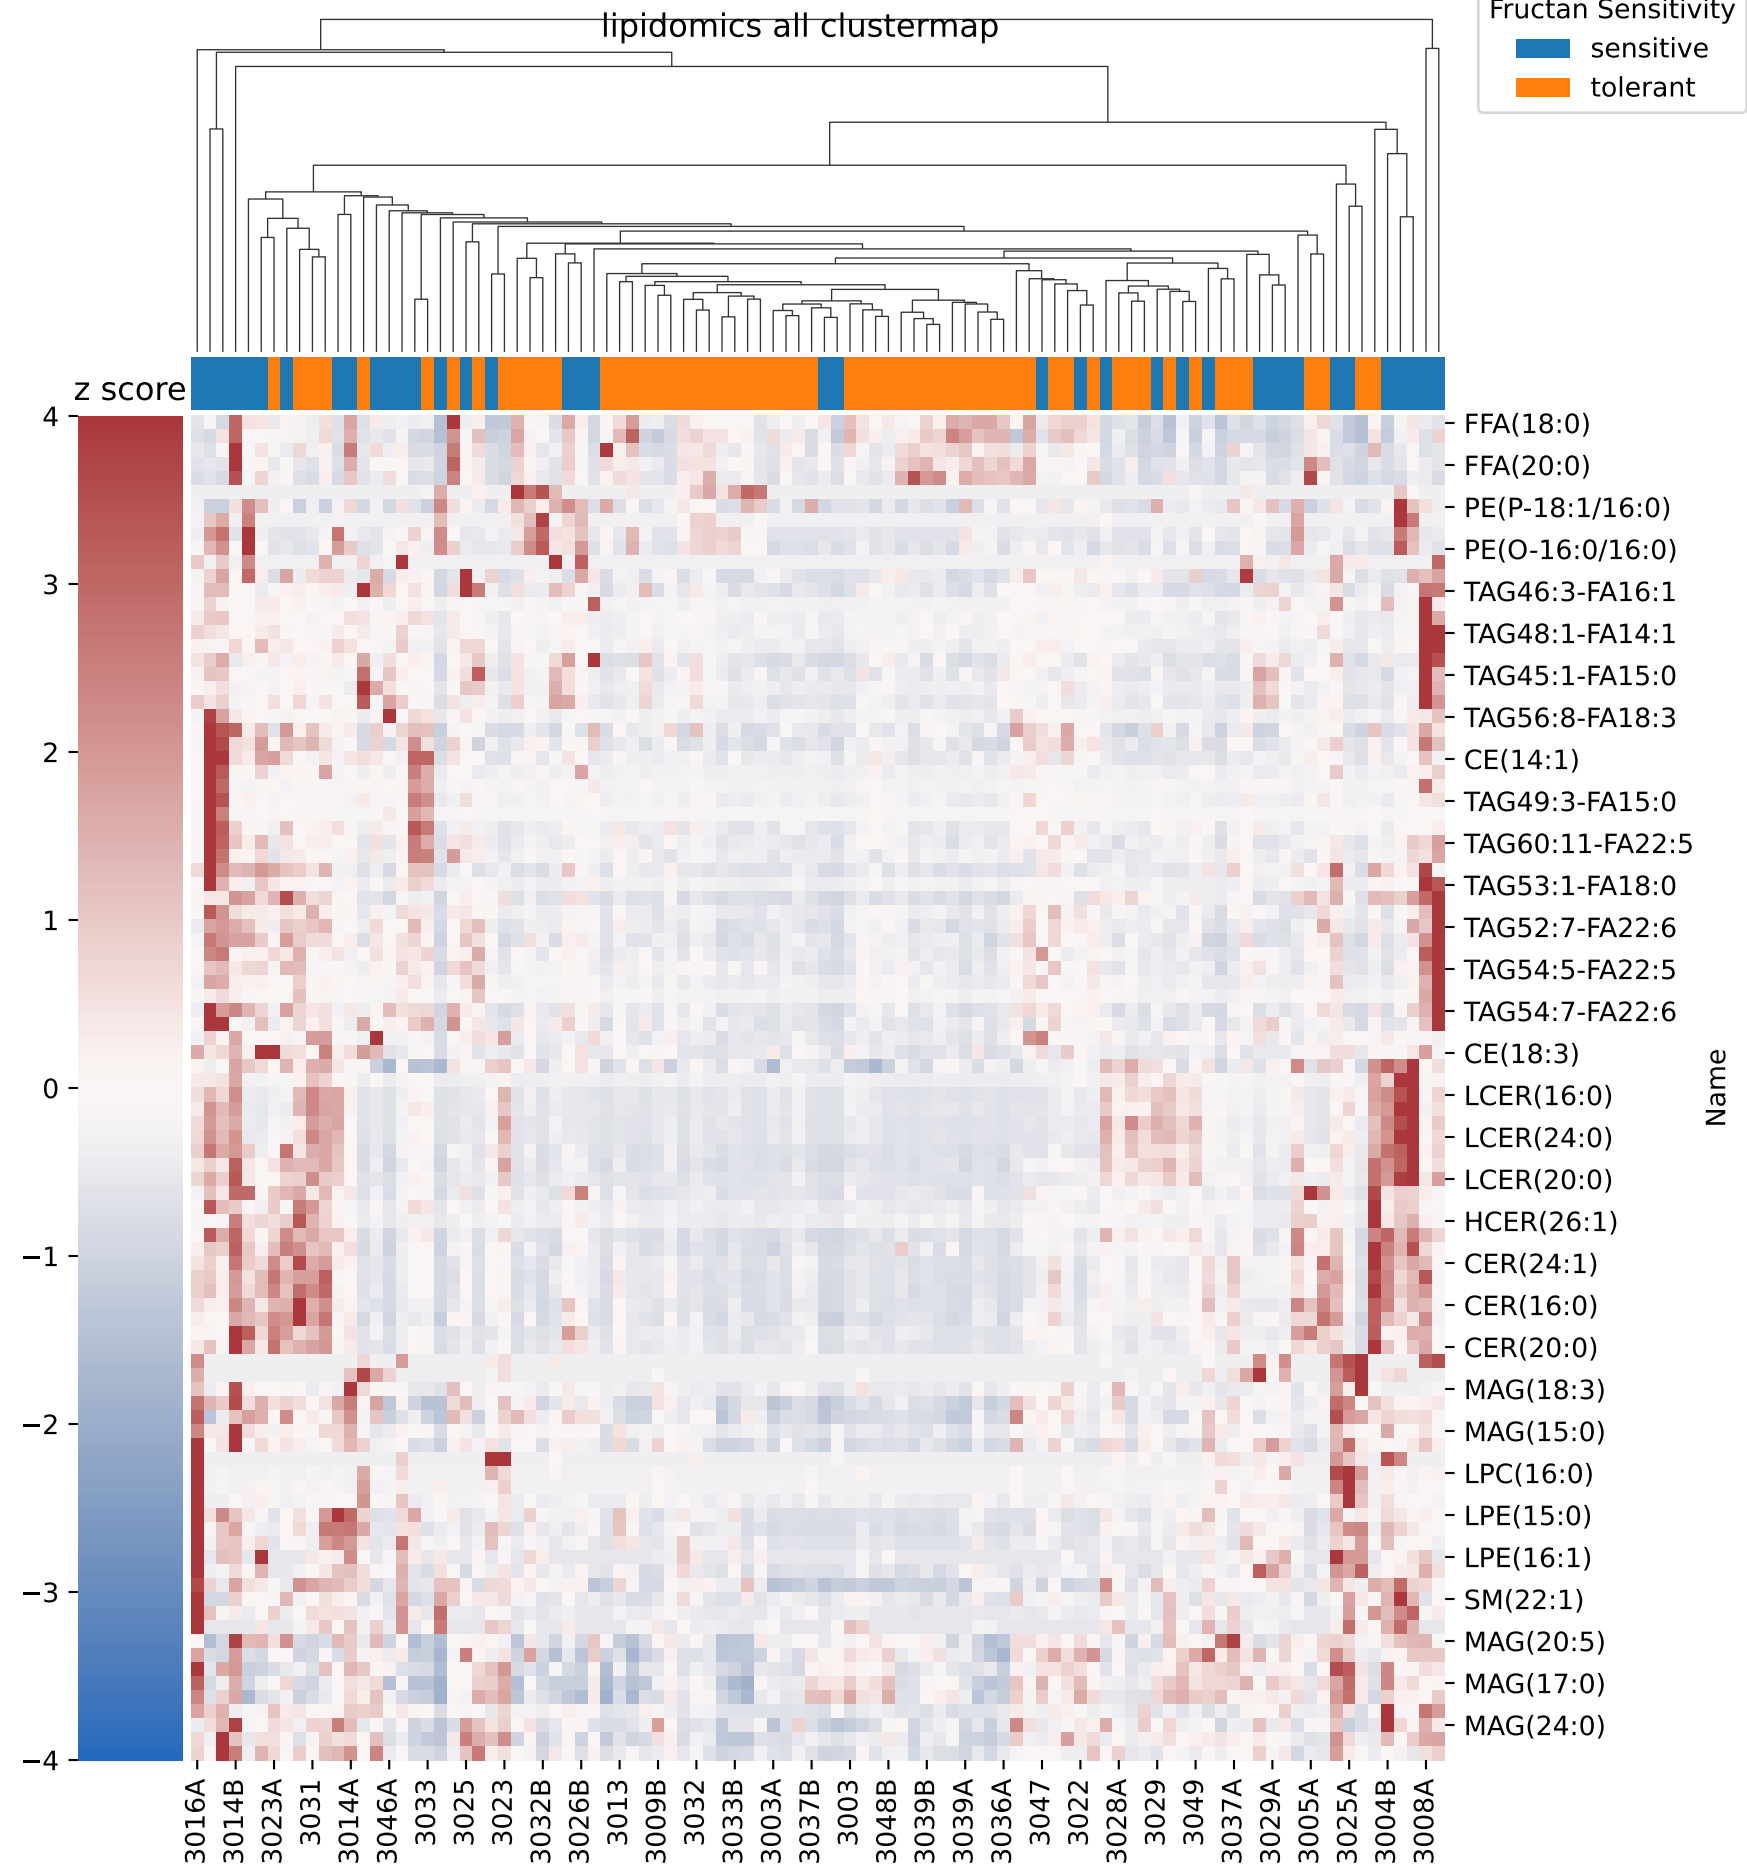 lipidomics all clustermap
Fructan Sensitivity
sensitive
tolerant
z score
4
3
2
1
0
−1
−2
−3
−4
FFA(18:0)
FFA(20:0)
PE(P-18:1/16:0)
PE(O-16:0/16:0)
TAG46:3-FA16:1
TAG48:1-FA14:1
TAG45:1-FA15:0
TAG56:8-FA18:3
CE(14:1)
TAG49:3-FA15:0
TAG60:11-FA22:5
TAG53:1-FA18:0
TAG52:7-FA22:6
TAG54:5-FA22:5
TAG54:7-FA22:6
CE(18:3)
LCER(16:0)
LCER(24:0)
LCER(20:0)
HCER(26:1)
CER(24:1)
CER(16:0)
CER(20:0)
MAG(18:3)
MAG(15:0)
LPC(16:0)
LPE(15:0)
LPE(16:1)
SM(22:1)
MAG(20:5)
MAG(17:0)
MAG(24:0)
Name
3016A
3014B
3023A
3031
3014A
3046A
3033
3025
3023
3032B
3026B
3013
3009B
3032
3033B
3003A
3037B
3003
3048B
3039B
3039A
3036A
3047
3022
3028A
3029
3049
3037A
3029A
3005A
3025A
3004B
3008A